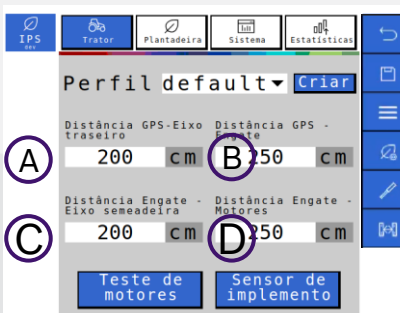 IPS
dev
Trator
Plantadeira
Sistema
Estatísticas
Perfil default Criar
Distância GPS-Eixo
traseiro
Distância GPS -
Engate
A 200 cm
B 250 cm
Distância Engate -
Eixo semeadeira
Distância Engate -
Motores
C 200 cm
D 250 cm
Teste de
motores
Sensor de
implemento